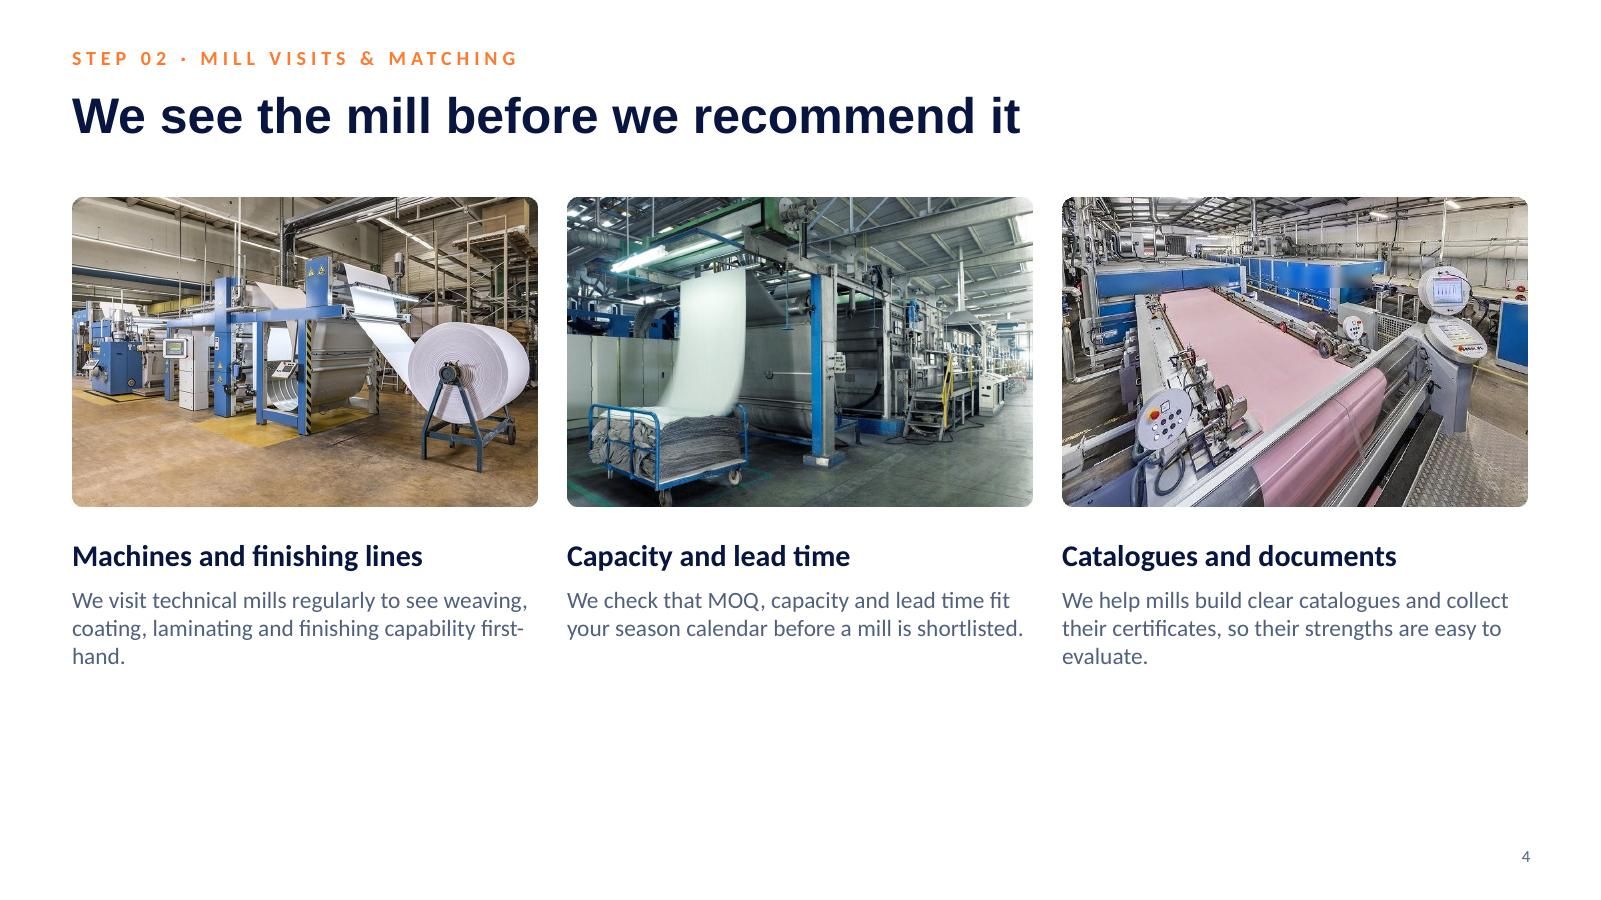 STEP 02 · MILL VISITS & MATCHING
We see the mill before we recommend it
Machines and finishing lines
We visit technical mills regularly to see weaving,
coating, laminating and finishing capability first-
hand.
Capacity and lead time
We check that MOQ, capacity and lead time fit
your season calendar before a mill is shortlisted.
Catalogues and documents
We help mills build clear catalogues and collect
their certificates, so their strengths are easy to
evaluate.
4